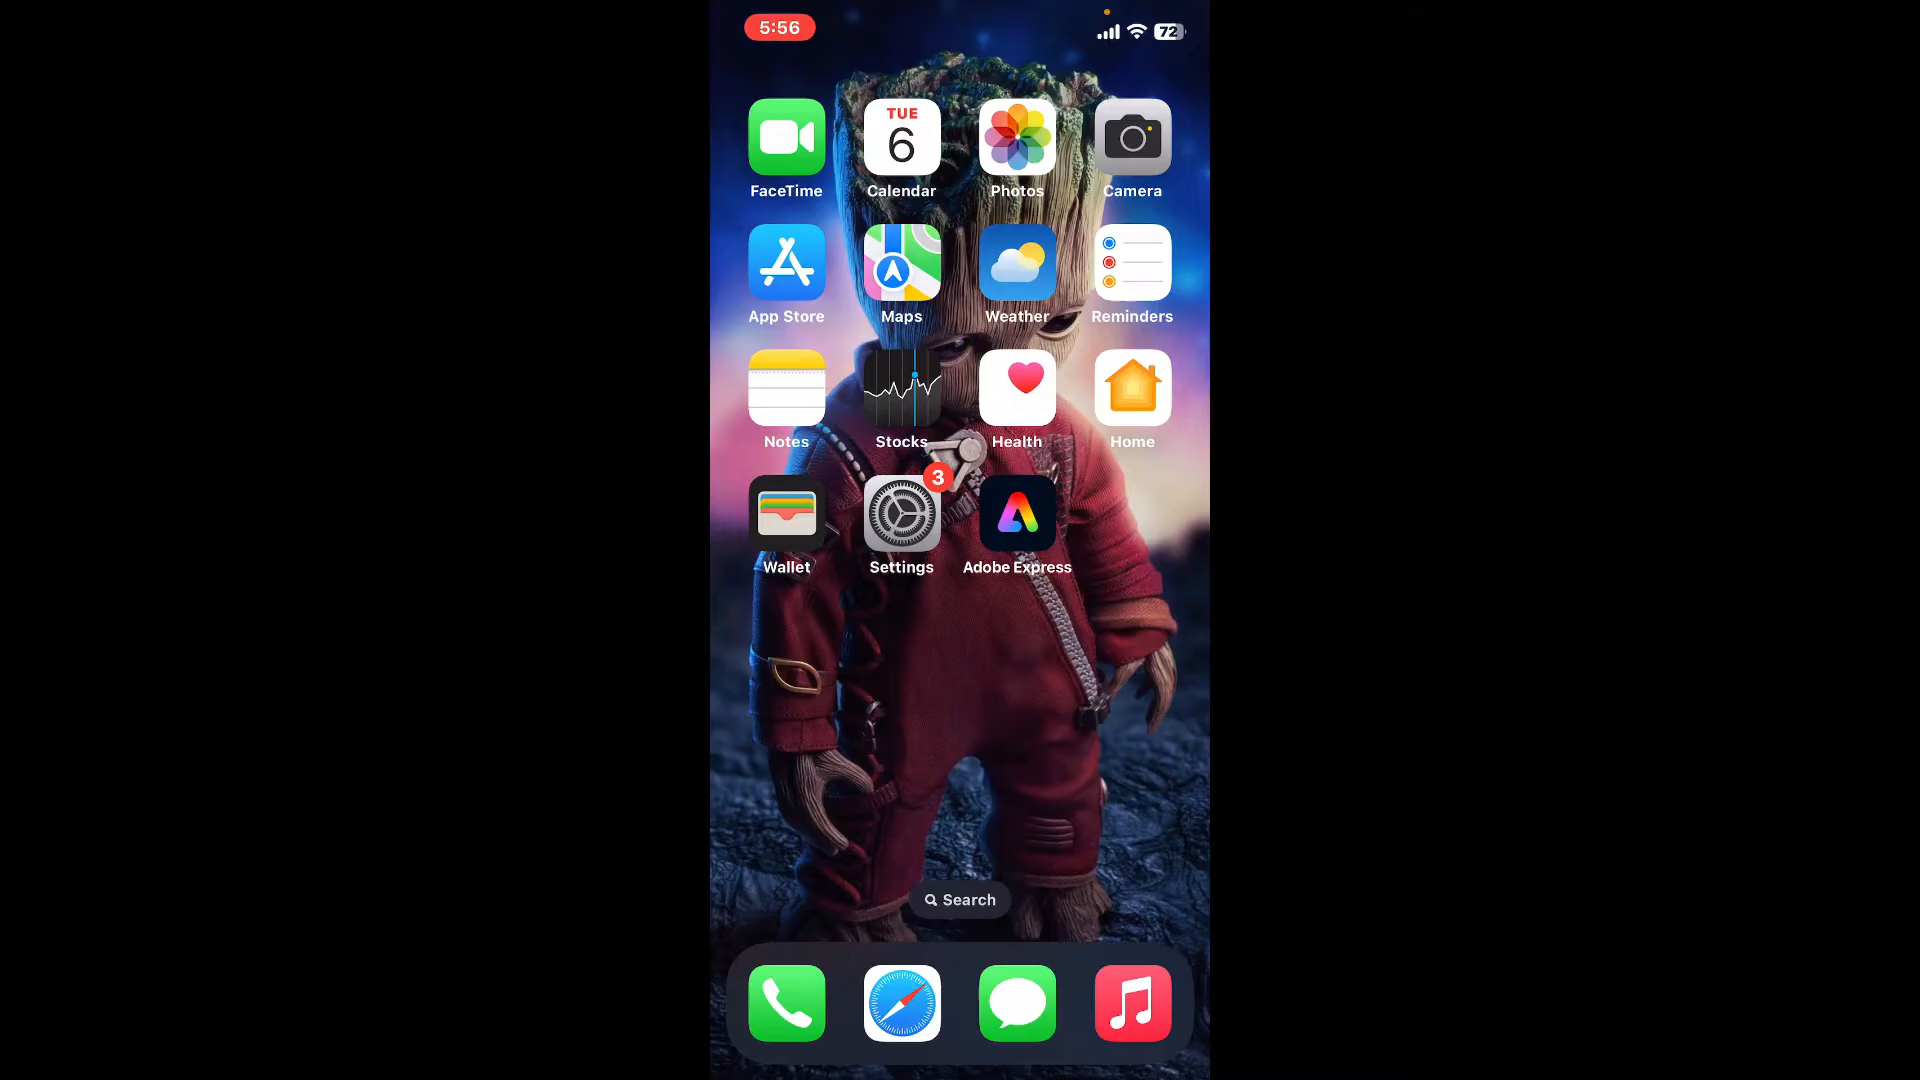 5:56
72
TUE
6
FaceTime
Calendar
Photos
Camera
App Store
Maps
Weather
Reminders
Notes
Stocks
Health
Home
3
Wallet
Settings
Adobe Express
Search